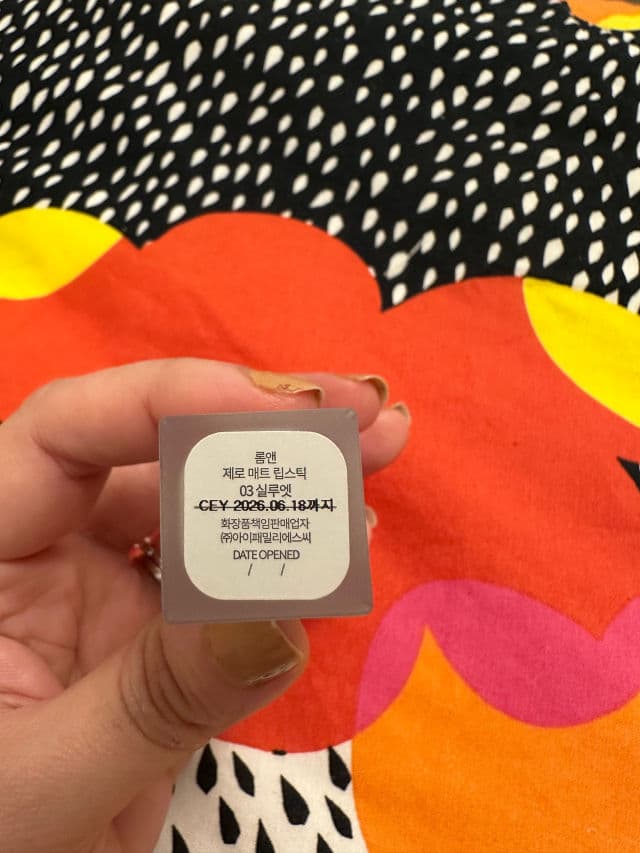 롬앤
제로 매트 립스틱
03 실루엣
CEY 2026.06.18까지
화장품책임판매업자
㈜아이패밀리에스씨
DATE OPENED
/ /